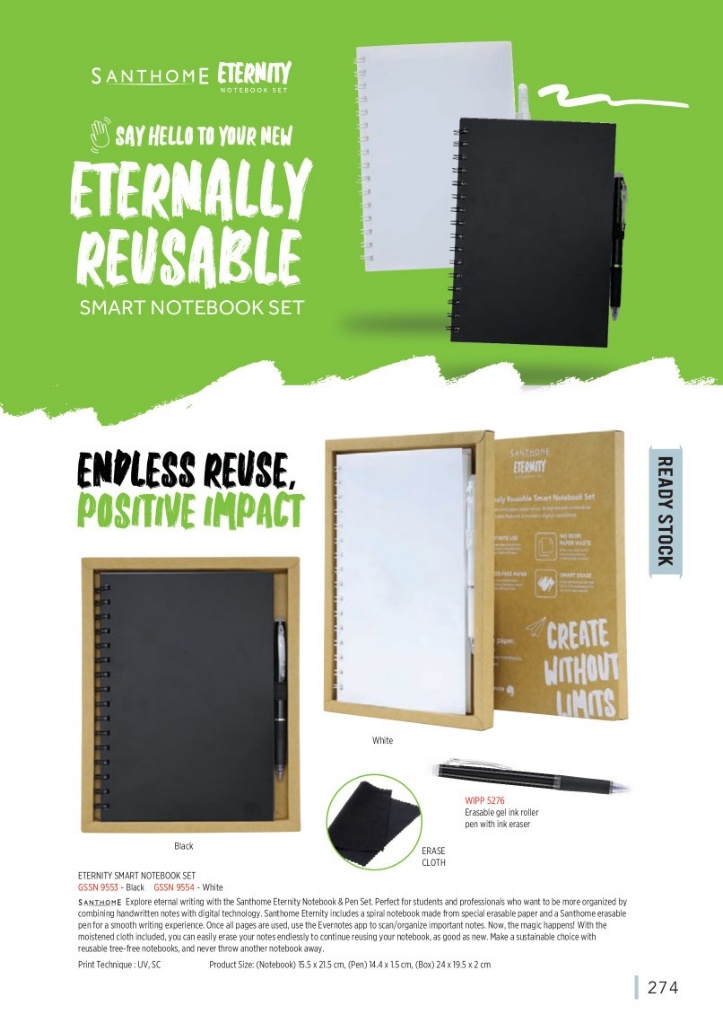 SANTHOME ETERNITY
NOTEBOOK SET
SAY HELLO TO YOUR NEW
ETERNALLY
REUSABLE
SMART NOTEBOOK SET
ENDLESS REUSE,
POSITIVE IMPACT
READY STOCK
SANTHOME
ETERNITY
ally Reusable Smart Notebook Set
NO MORE
PAPER WASTE
SMART ERASE
paper.
CREATE
WITHOUT
LIMITS
White
WIPP 5276
Erasable gel ink roller
pen with ink eraser
Black
ERASE
CLOTH
ETERNITY SMART NOTEBOOK SET
GSSN 9553 - Black GSSN 9554 - White
SANTHOME Explore eternal writing with the Santhome Eternity Notebook & Pen Set. Perfect for students and professionals who want to be more organized by
combining handwritten notes with digital technology. Santhome Eternity includes a spiral notebook made from special erasable paper and a Santhome erasable
pen for a smooth writing experience. Once all pages are used, use the Evernotes app to scan/organize important notes. Now, the magic happens! With the
moistened cloth included, you can easily erase your notes endlessly to continue reusing your notebook, as good as new. Make a sustainable choice with
reusable tree-free notebooks, and never throw another notebook away.
Print Technique : UV, SC Product Size: (Notebook) 15.5 x 21.5 cm, (Pen) 14.4 x 1.5 cm, (Box) 24 x 19.5 x 2 cm
274